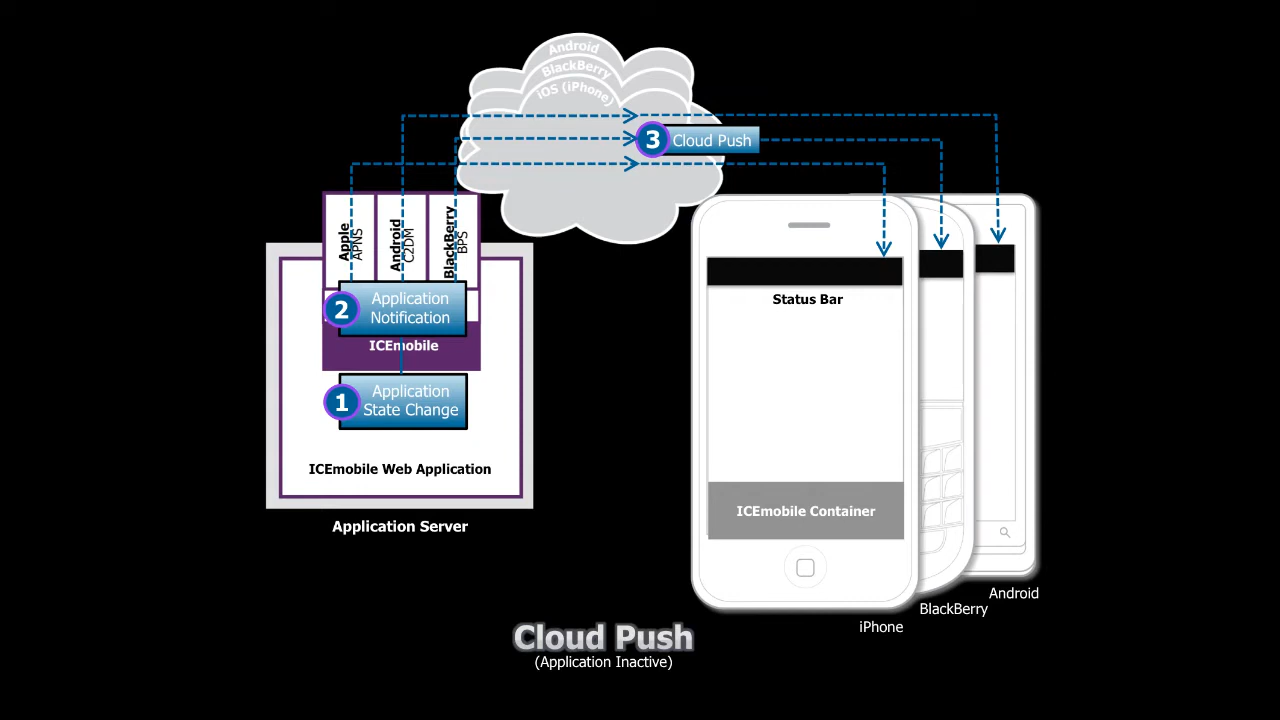 Android
BlackBerry
iOS (iPhone)
3
Cloud Push
Apple
APNS
Android
C2DM
BlackBerry
BPS
2
Application
Notification
ICEmobile
1
Application
State Change
ICEmobile Web Application
Application Server
Status Bar
ICEmobile Container
Android
BlackBerry
iPhone
Cloud Push
(Application Inactive)